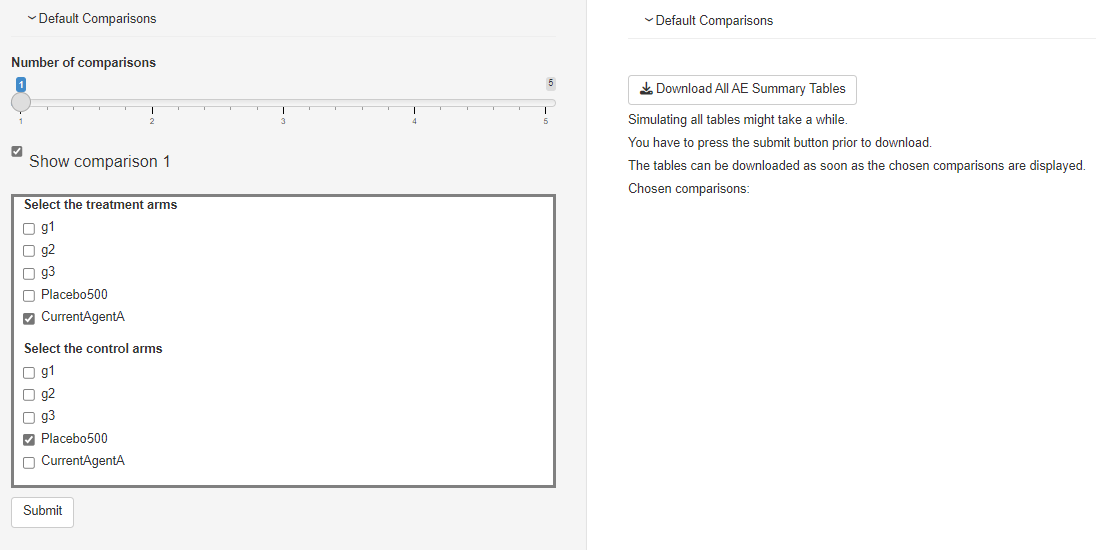 Default Comparisons
Number of comparisons
1
5
1 2 3 4 5
Show comparison 1
Select the treatment arms
g1
g2
g3
Placebo500
CurrentAgentA
Select the control arms
g1
g2
g3
Placebo500
CurrentAgentA
Submit
Default Comparisons
Download All AE Summary Tables
Simulating all tables might take a while.
You have to press the submit button prior to download.
The tables can be downloaded as soon as the chosen comparisons are displayed.
Chosen comparisons: